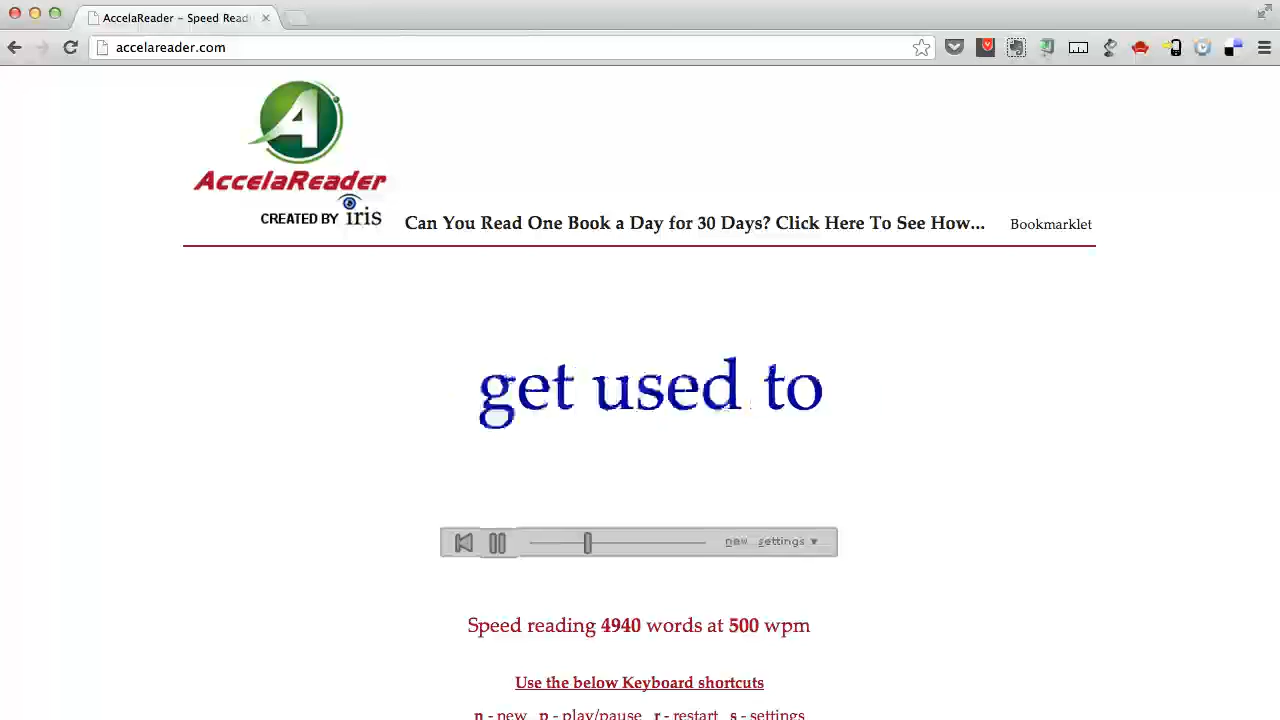 AccelaReader - Speed Read
accelareader.com
A
AccelaReader
CREATED BY iris
Can You Read One Book a Day for 30 Days? Click Here To See How...
Bookmarklet
get used to
new settings ▼
Speed reading 4940 words at 500 wpm
Use the below Keyboard shortcuts
n - new p - play/pause r - restart s - settings